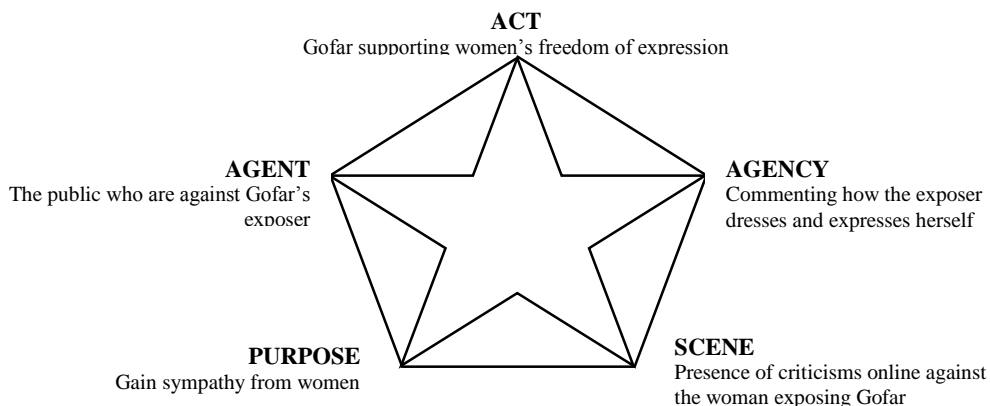 ACT
Gofar supporting women’s freedom of expression
AGENT
The public who are against Gofar’s
exposer
AGENCY
Commenting how the exposer
dresses and expresses herself
PURPOSE
Gain sympathy from women
SCENE
Presence of criticisms online against
the woman exposing Gofar